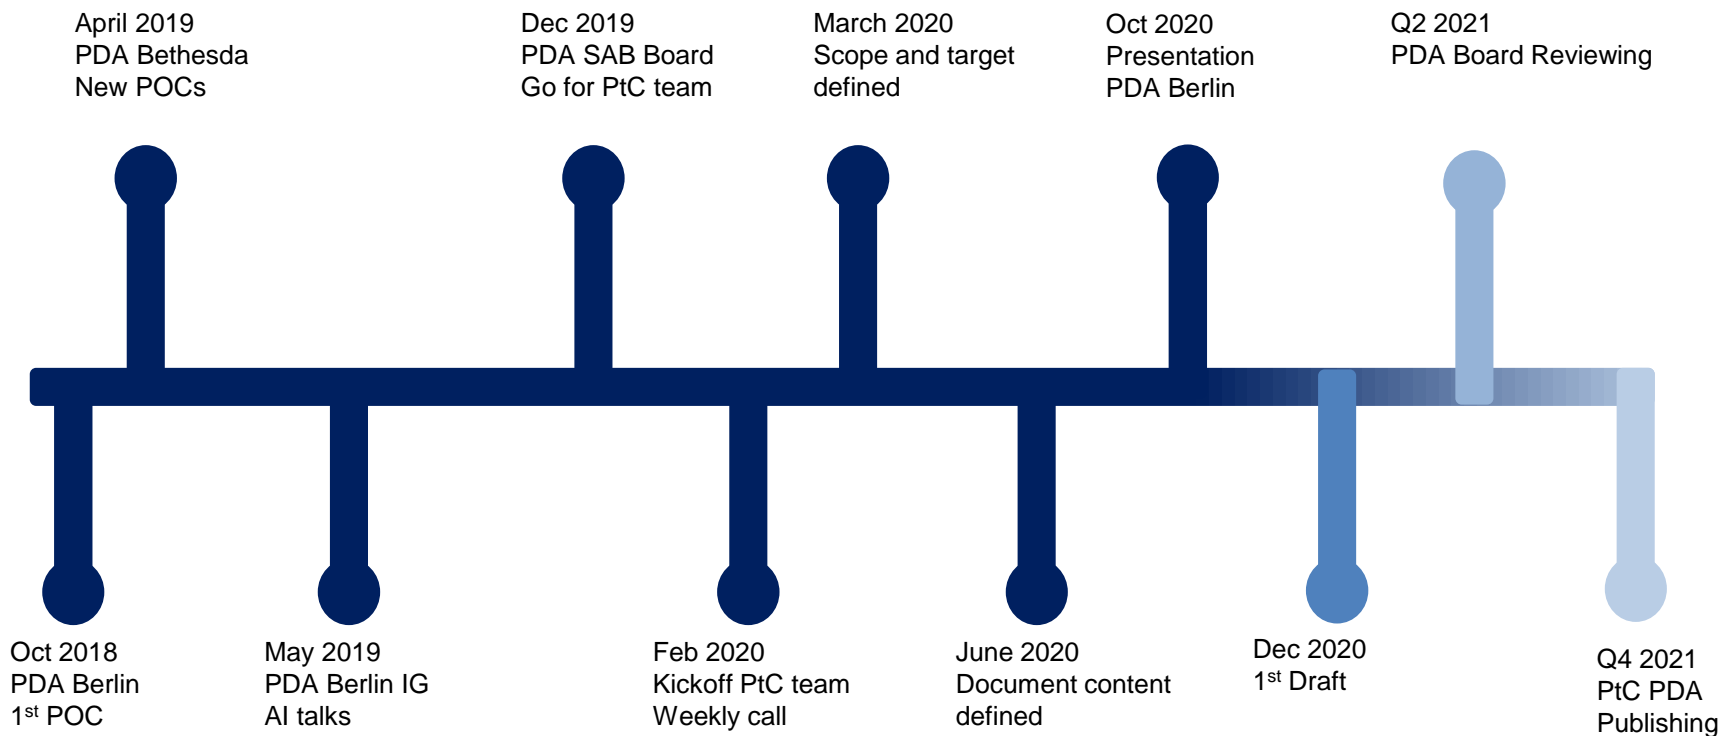 April 2019
PDA Bethesda
New POCs
Dec 2019
PDA SAB Board
Go for PtC team
March 2020
Scope and target
defined
Oct 2020
Presentation
PDA Berlin
Q2 2021
PDA Board Reviewing
Oct 2018
PDA Berlin
1st POC
May 2019
PDA Berlin IG
AI talks
Feb 2020
Kickoff PtC team
Weekly call
June 2020
Document content
defined
Dec 2020
1st Draft
Q4 2021
PtC PDA
Publishing